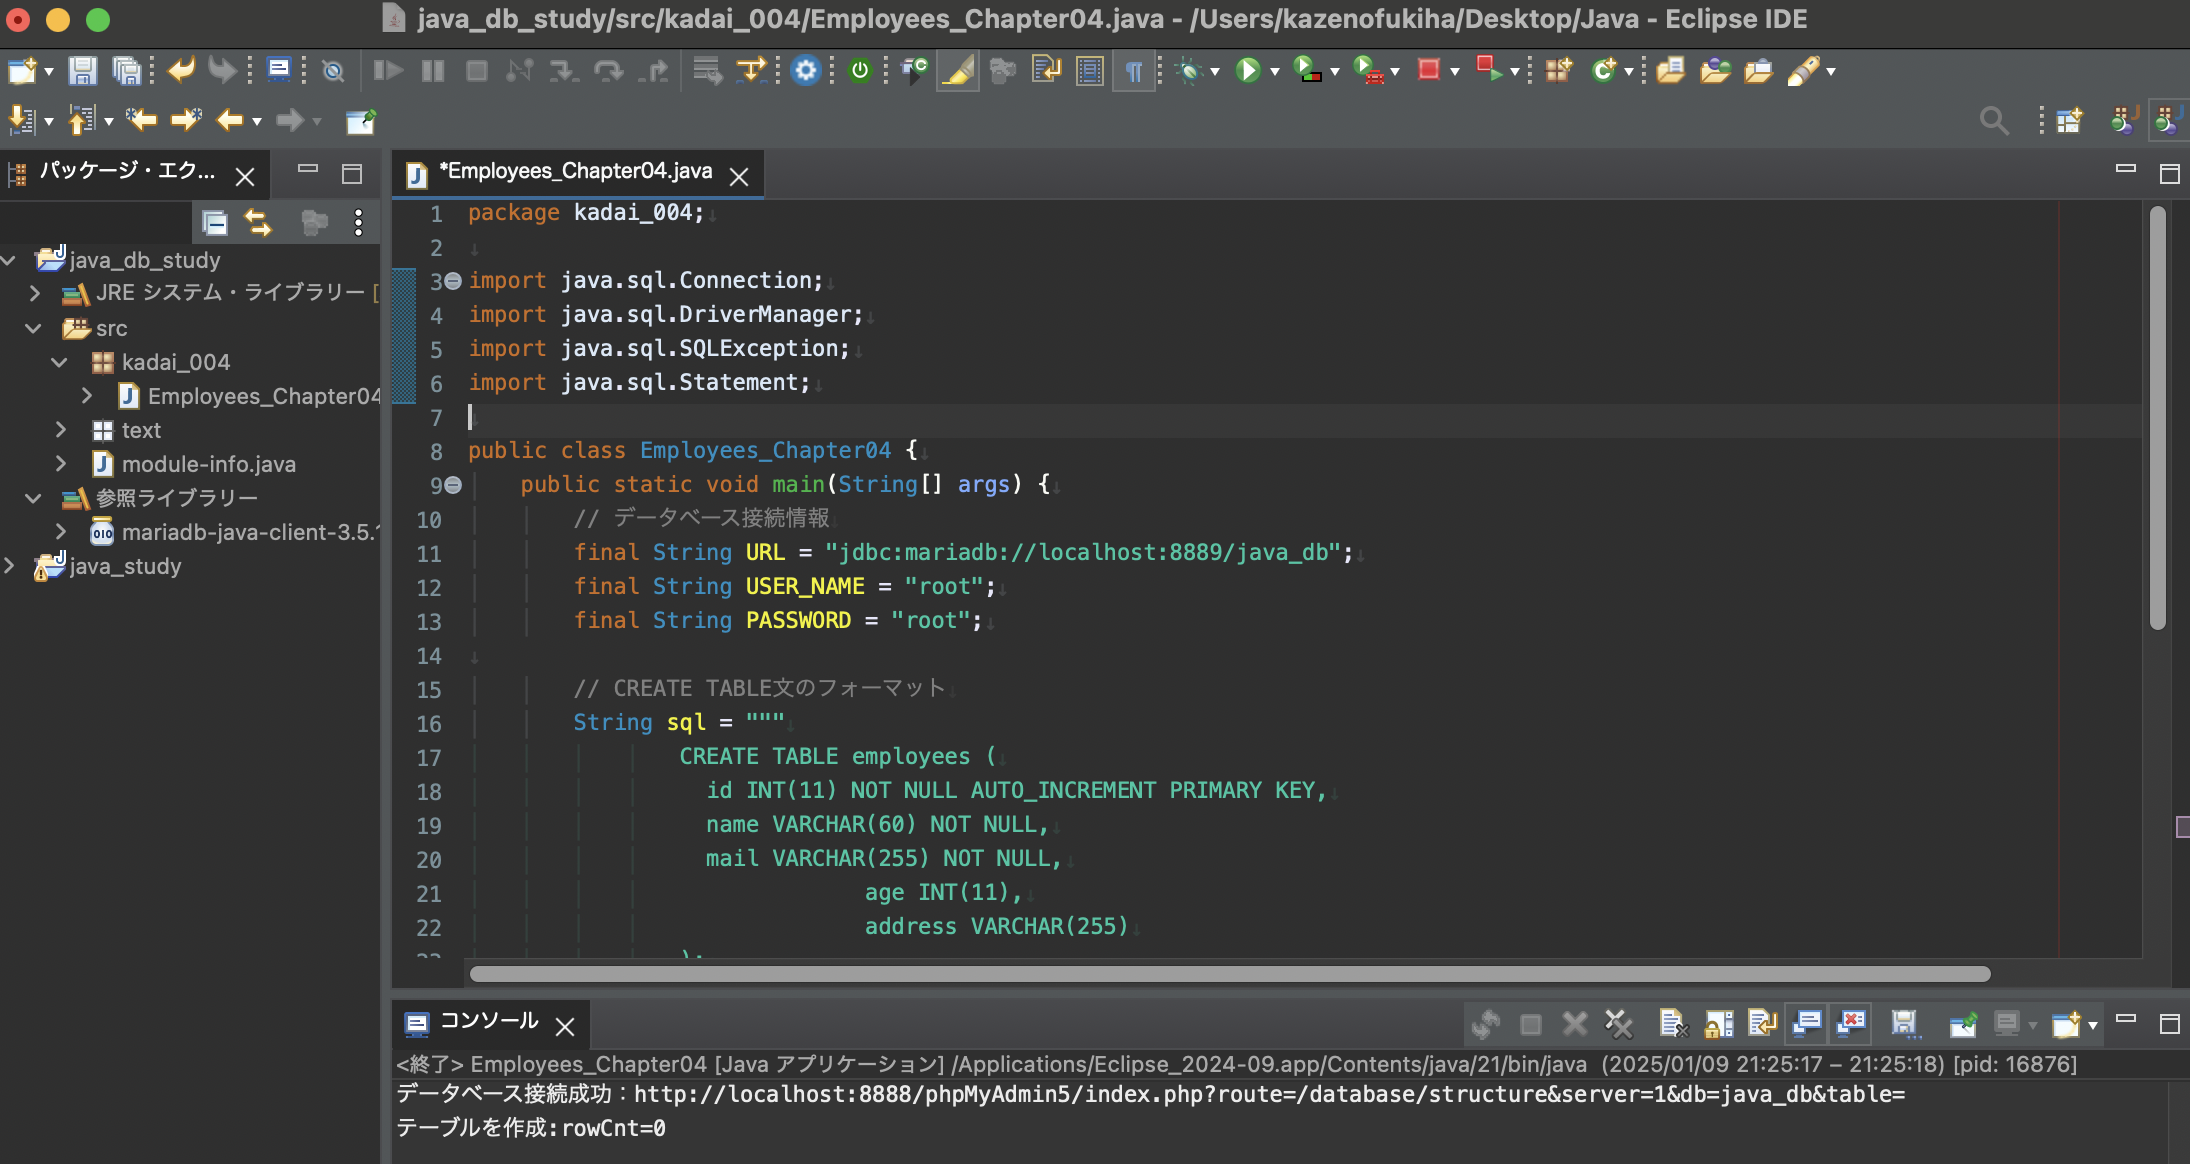 java_db_study/src/kadai_004/Employees_Chapter04.java - /Users/kazenofukiha/Desktop/Java - Eclipse IDE
パッケージ・エク...
java_db_study
JRE システム・ライブラリー [
src
kadai_004
Employees_Chapter04
text
module-info.java
参照ライブラリー
mariadb-java-client-3.5.
java_study
*Employees_Chapter04.java
1 package kadai_004;
2
3 import java.sql.Connection;
4 import java.sql.DriverManager;
5 import java.sql.SQLException;
6 import java.sql.Statement;
7
8 public class Employees_Chapter04 {
9 public static void main(String[] args) {
10 // データベース接続情報
11 final String URL = "jdbc:mariadb://localhost:8889/java_db";
12 final String USER_NAME = "root";
13 final String PASSWORD = "root";
14
15 // CREATE TABLE文のフォーマット
16 String sql = """
17 CREATE TABLE employees (
18 id INT(11) NOT NULL AUTO_INCREMENT PRIMARY KEY,
19 name VARCHAR(60) NOT NULL,
20 mail VARCHAR(255) NOT NULL,
21 age INT(11),
22 address VARCHAR(255)
コンソール
<終了> Employees_Chapter04 [Java アプリケーション] /Applications/Eclipse_2024-09.app/Contents/java/21/bin/java (2025/01/09 21:25:17 – 21:25:18) [pid: 16876]
データベース接続成功：http://localhost:8888/phpMyAdmin5/index.php?route=/database/structure&server=1&db=java_db&table=
テーブルを作成:rowCnt=0